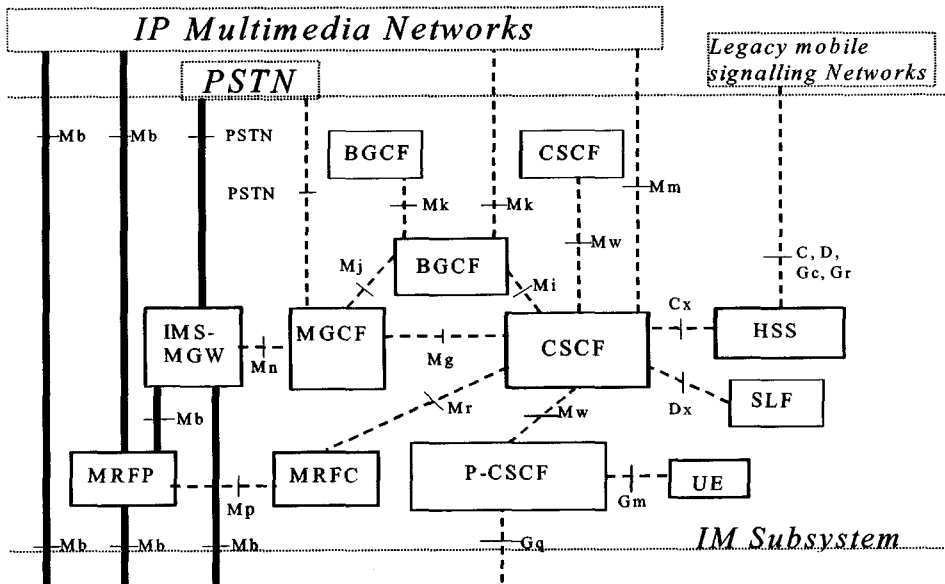 IP Multimedia Networks
PSTN
Legacy mobile
signalling Networks
Mb
Mb
PSTN
PSTN
BGCF
CSCF
Mk
Mk
Mm
Mw
C, D,
Gc, Gr
Mj
BGCF
Mi
Cx
IMS-
MGW
Mn
MGCF
Mg
CSCF
HSS
Dx
SLF
Mb
Mr
Mw
MRFP
Mp
MRFC
P-CSCF
Gm
UE
Mb
Mb
Mb
Gq
IM Subsystem